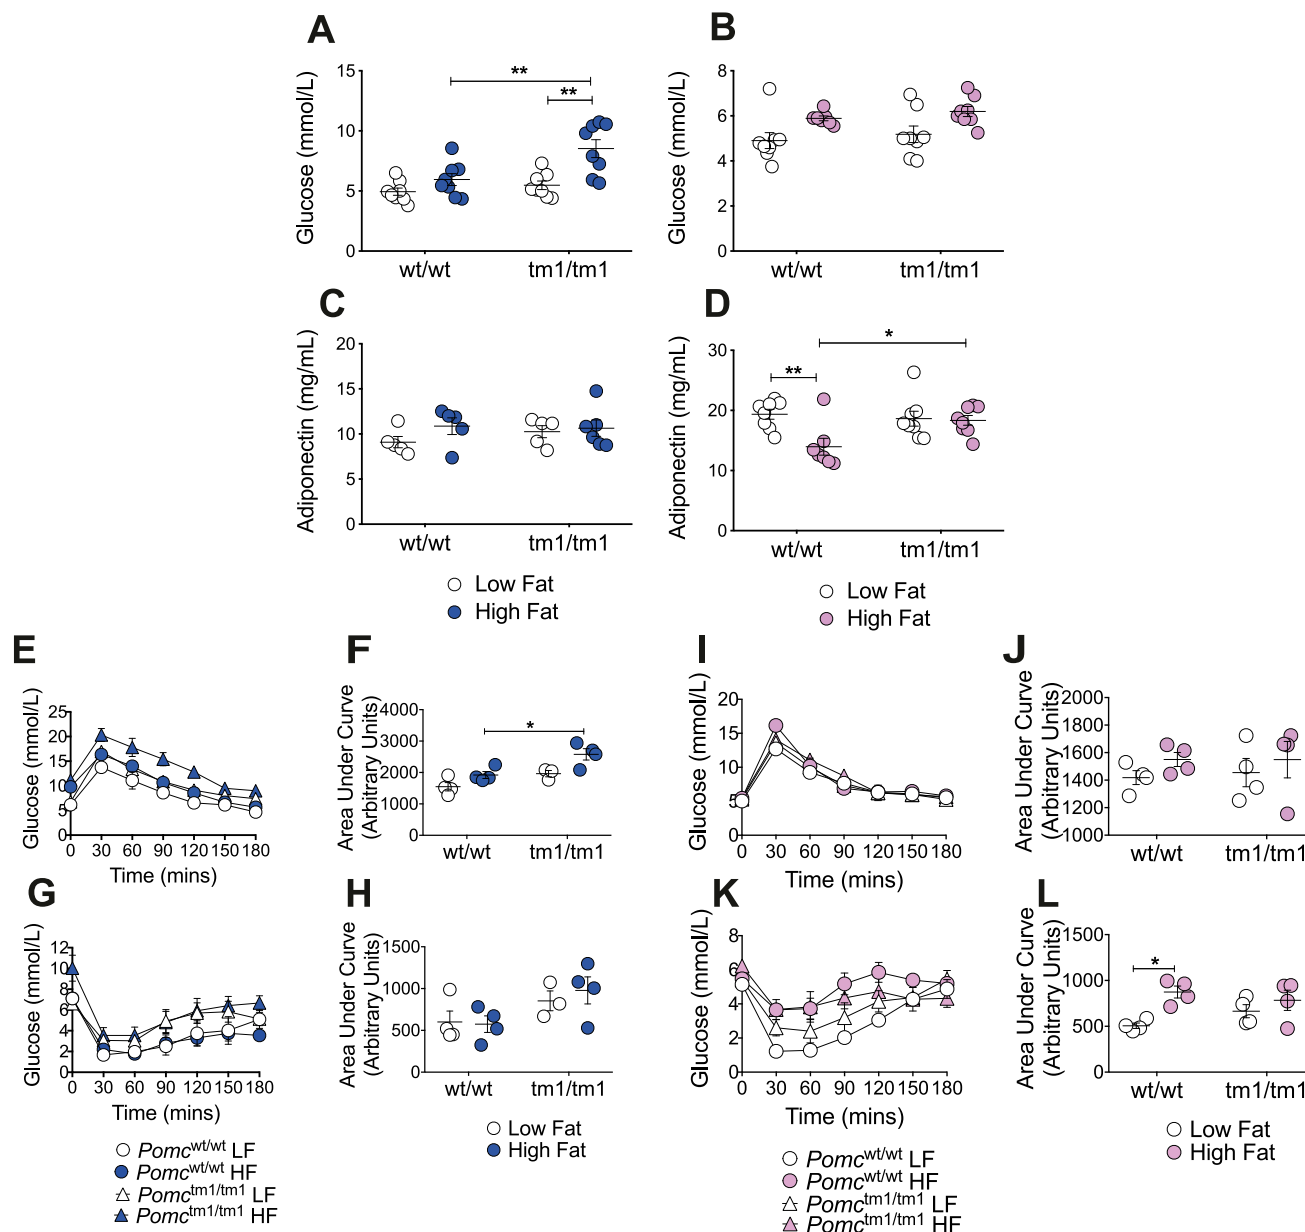 A
Glucose (mmol/L)
15
10
5
0
**
**
wt/wt
tm1/tm1
B
Glucose (mmol/L)
8
6
4
2
0
wt/wt
tm1/tm1
C
Adiponectin (mg/mL)
20
15
10
5
0
wt/wt
tm1/tm1
Low Fat
High Fat
D
Adiponectin (mg/mL)
30
20
10
0
**
*
wt/wt
tm1/tm1
Low Fat
High Fat
E
Glucose (mmol/L)
25
20
15
10
5
0
0 30 60 90 120 150 180
Time (mins)
F
Area Under Curve
(Arbitrary Units)
4000
3000
2000
1000
0
*
wt/wt
tm1/tm1
I
Glucose (mmol/L)
20
15
10
5
0
0 30 60 90 120 150 180
Time (mins)
J
Area Under Curve
(Arbitrary Units)
2000
1800
1600
1400
1200
1000
wt/wt
tm1/tm1
G
Glucose (mmol/L)
12
10
8
6
4
2
0
0 30 60 90 120 150 180
Time (mins)
Pomcwt/wt LF
Pomcwt/wt HF
Pomctm1/tm1 LF
Pomctm1/tm1 HF
H
Area Under Curve
(Arbitrary Units)
1500
1000
500
0
wt/wt
tm1/tm1
Low Fat
High Fat
K
Glucose (mmol/L)
8
6
4
2
0
0 30 60 90 120 150 180
Time (mins)
Pomcwt/wt LF
Pomcwt/wt HF
Pomctm1/tm1 LF
Pomctm1/tm1 HF
L
Area Under Curve
(Arbitrary Units)
1500
1000
500
0
*
wt/wt
tm1/tm1
Low Fat
High Fat